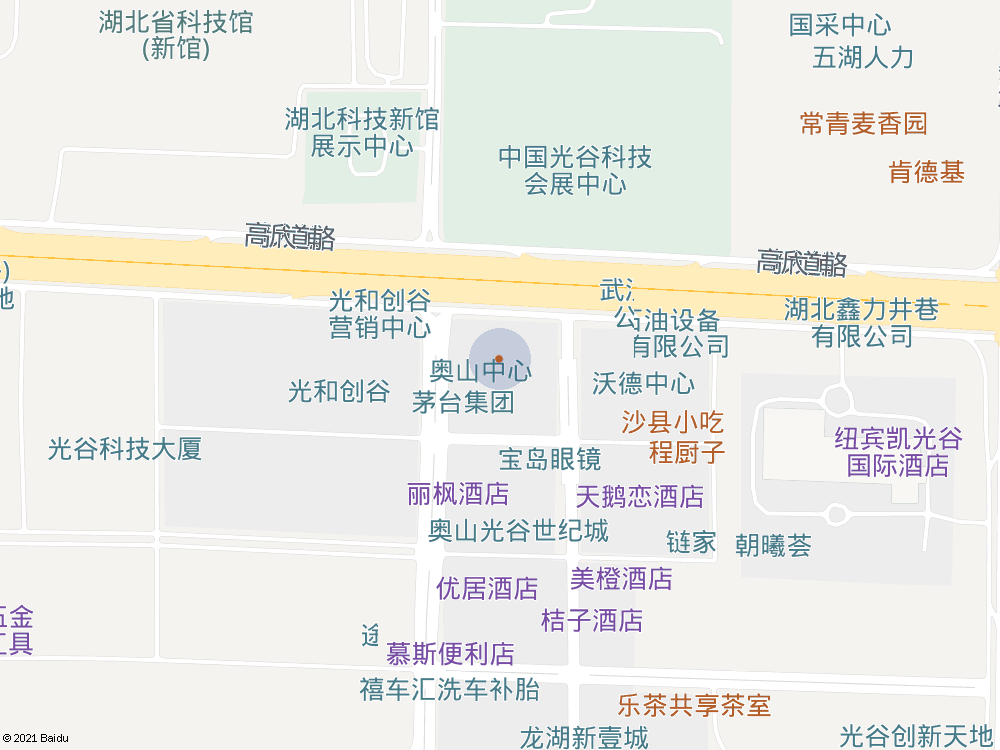 湖北省科技馆
(新馆)
国采中心
五湖人力
湖北科技新馆
展示中心
常青麦香园
中国光谷科技
会展中心
肯德基
光和创谷
营销中心
湖北鑫力井巷
有限公司
石油设备
有限公司
奥山中心
光和创谷
茅台集团
沃德中心
沙县小吃
程厨子
光谷科技大厦
宝岛眼镜
纽宾凯光谷
国际酒店
丽枫酒店
天鹅恋酒店
奥山光谷世纪城
链家
朝曦荟
优居酒店
美橙酒店
五金
工具
桔子酒店
慕斯便利店
禧车汇洗车补胎
乐茶共享茶室
龙湖新壹城
光谷创新天地
© 2021 Baidu